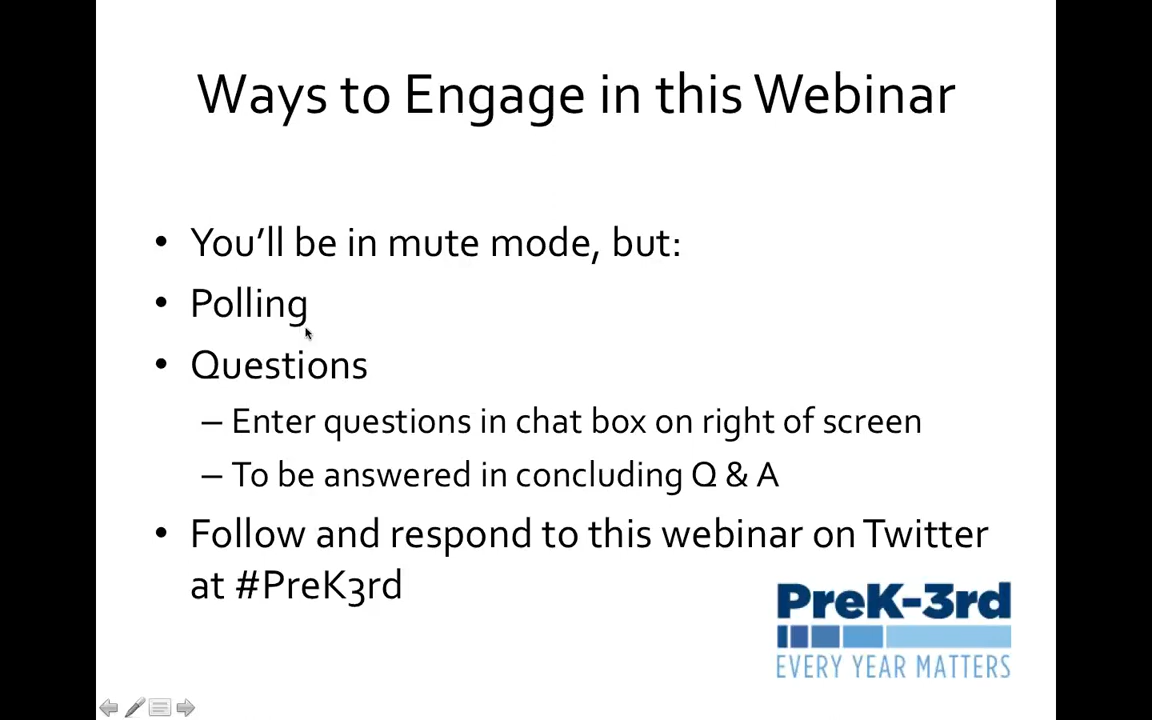 Ways to Engage in this Webinar
• You'll be in mute mode, but:
• Polling
• Questions
– Enter questions in chat box on right of screen
– To be answered in concluding Q & A
• Follow and respond to this webinar on Twitter
at #PreK3rd
PreK-3rd
EVERY YEAR MATTERS